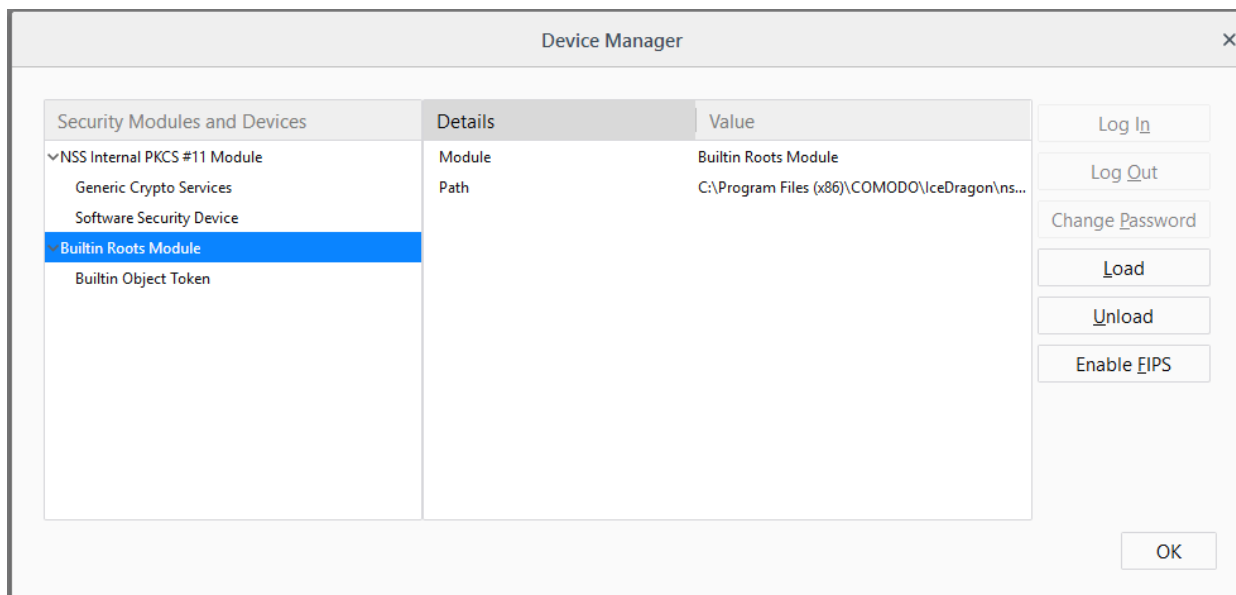 Device Manager
Security Modules and Devices
Details
Value
NSS Internal PKCS #11 Module
Generic Crypto Services
Software Security Device
Builtin Roots Module
Builtin Object Token
Module
Builtin Roots Module
Path
C:\Program Files (x86)\COMODO\IceDragon\ns...
Log In
Log Out
Change Password
Load
Unload
Enable FIPS
OK